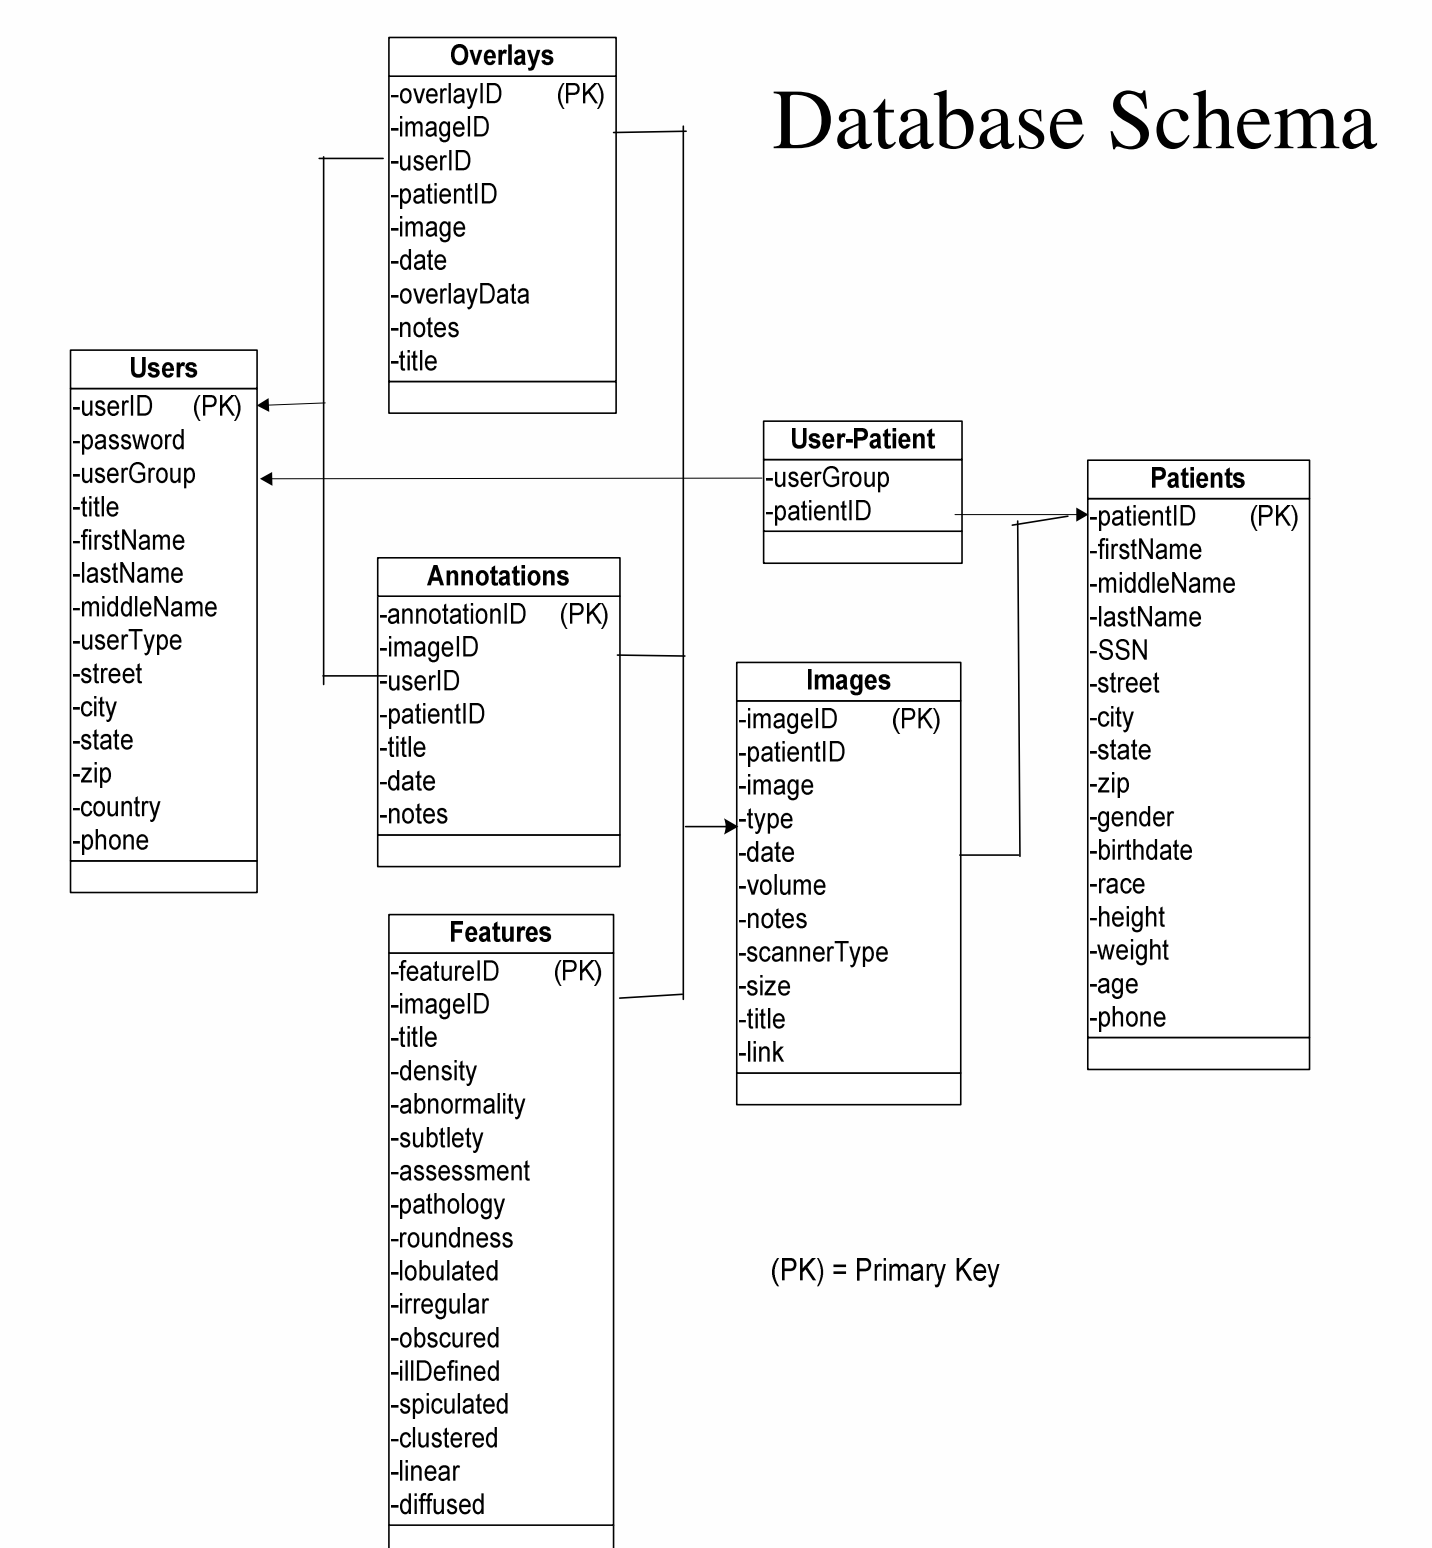 Database Schema
Overlays
-overlayID (PK)
-imageID
-userID
-patientID
-image
-date
-overlayData
-notes
-title
Users
-userID (PK)
-password
-userGroup
-title
-firstName
-lastName
-middleName
-userType
-street
-city
-state
-zip
-country
-phone
User-Patient
-userGroup
-patientID
Patients
-patientID (PK)
-firstName
-middleName
-lastName
-SSN
-street
-city
-state
-zip
-gender
-birthdate
-race
-height
-weight
-age
-phone
Annotations
-annotationID (PK)
-imageID
-userID
-patientID
-title
-date
-notes
Images
-imageID (PK)
-patientID
-image
-type
-date
-volume
-notes
-scannerType
-size
-title
-link
Features
-featureID (PK)
-imageID
-title
-density
-abnormality
-subtlety
-assessment
-pathology
-roundness
-lobulated
-irregular
-obscured
-illDefined
-spiculated
-clustered
-linear
-diffused
(PK) = Primary Key